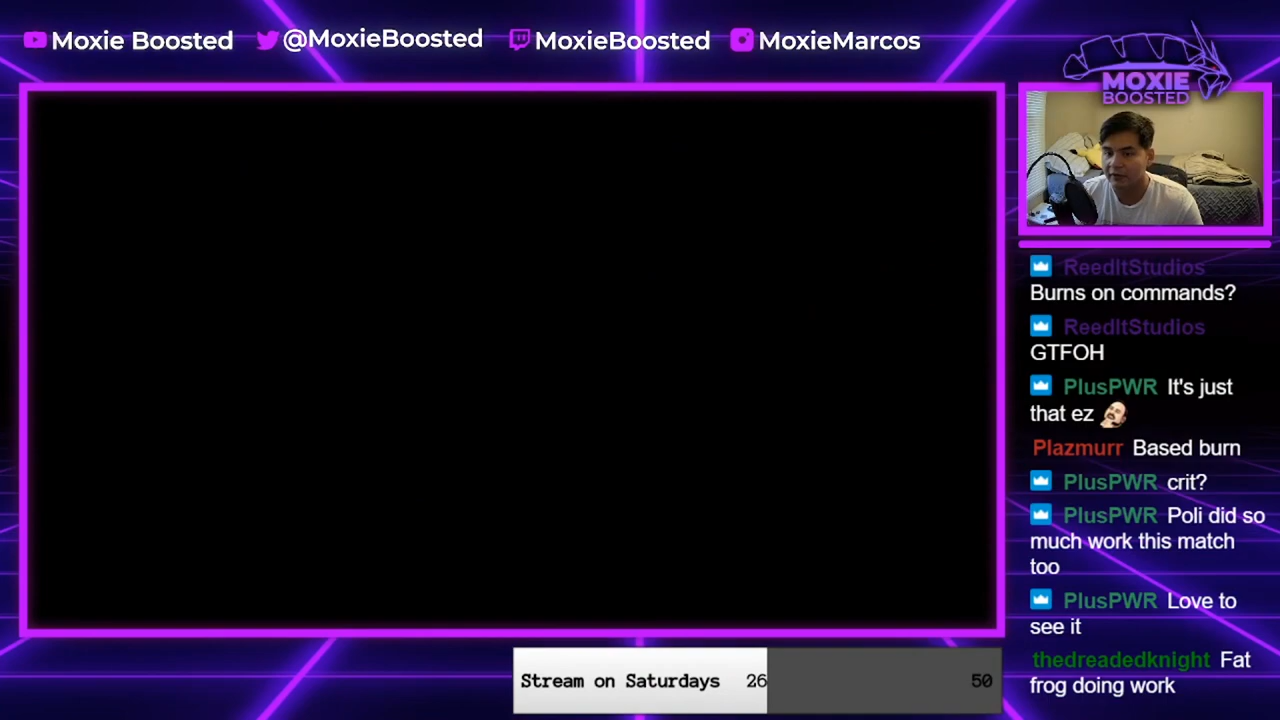 Moxie Boosted @MoxieBoosted MoxieBoosted MoxieMarcos
MOXIE
BOOSTED
ReedItStudios
Burns on commands?
ReedItStudios
GTFOH
PlusPWR It's just
that ez
Plazmurr Based burn
PlusPWR crit?
PlusPWR Poli did so
much work this match
too
PlusPWR Love to
see it
thedreadedknight Fat
frog doing work
Stream on Saturdays 26 50